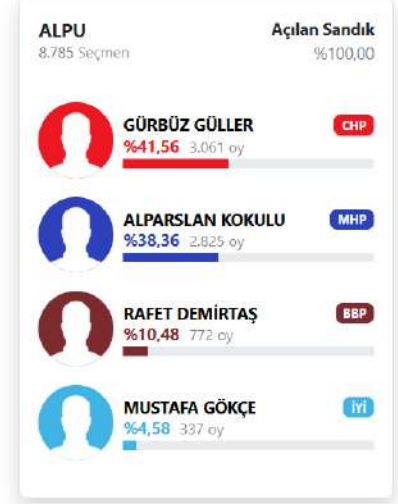 ALPU Açılan Sandık
8.785 Seçmen %100,00
GÜRBÜZ GÜLLER CHP
%41,56 3.061 oy
ALPARSLAN KOKULU MHP
%38,36 2.825 oy
RAFET DEMİRTAŞ BBP
%10,48 772 oy
MUSTAFA GÖKÇE İYİ
%4,58 337 oy